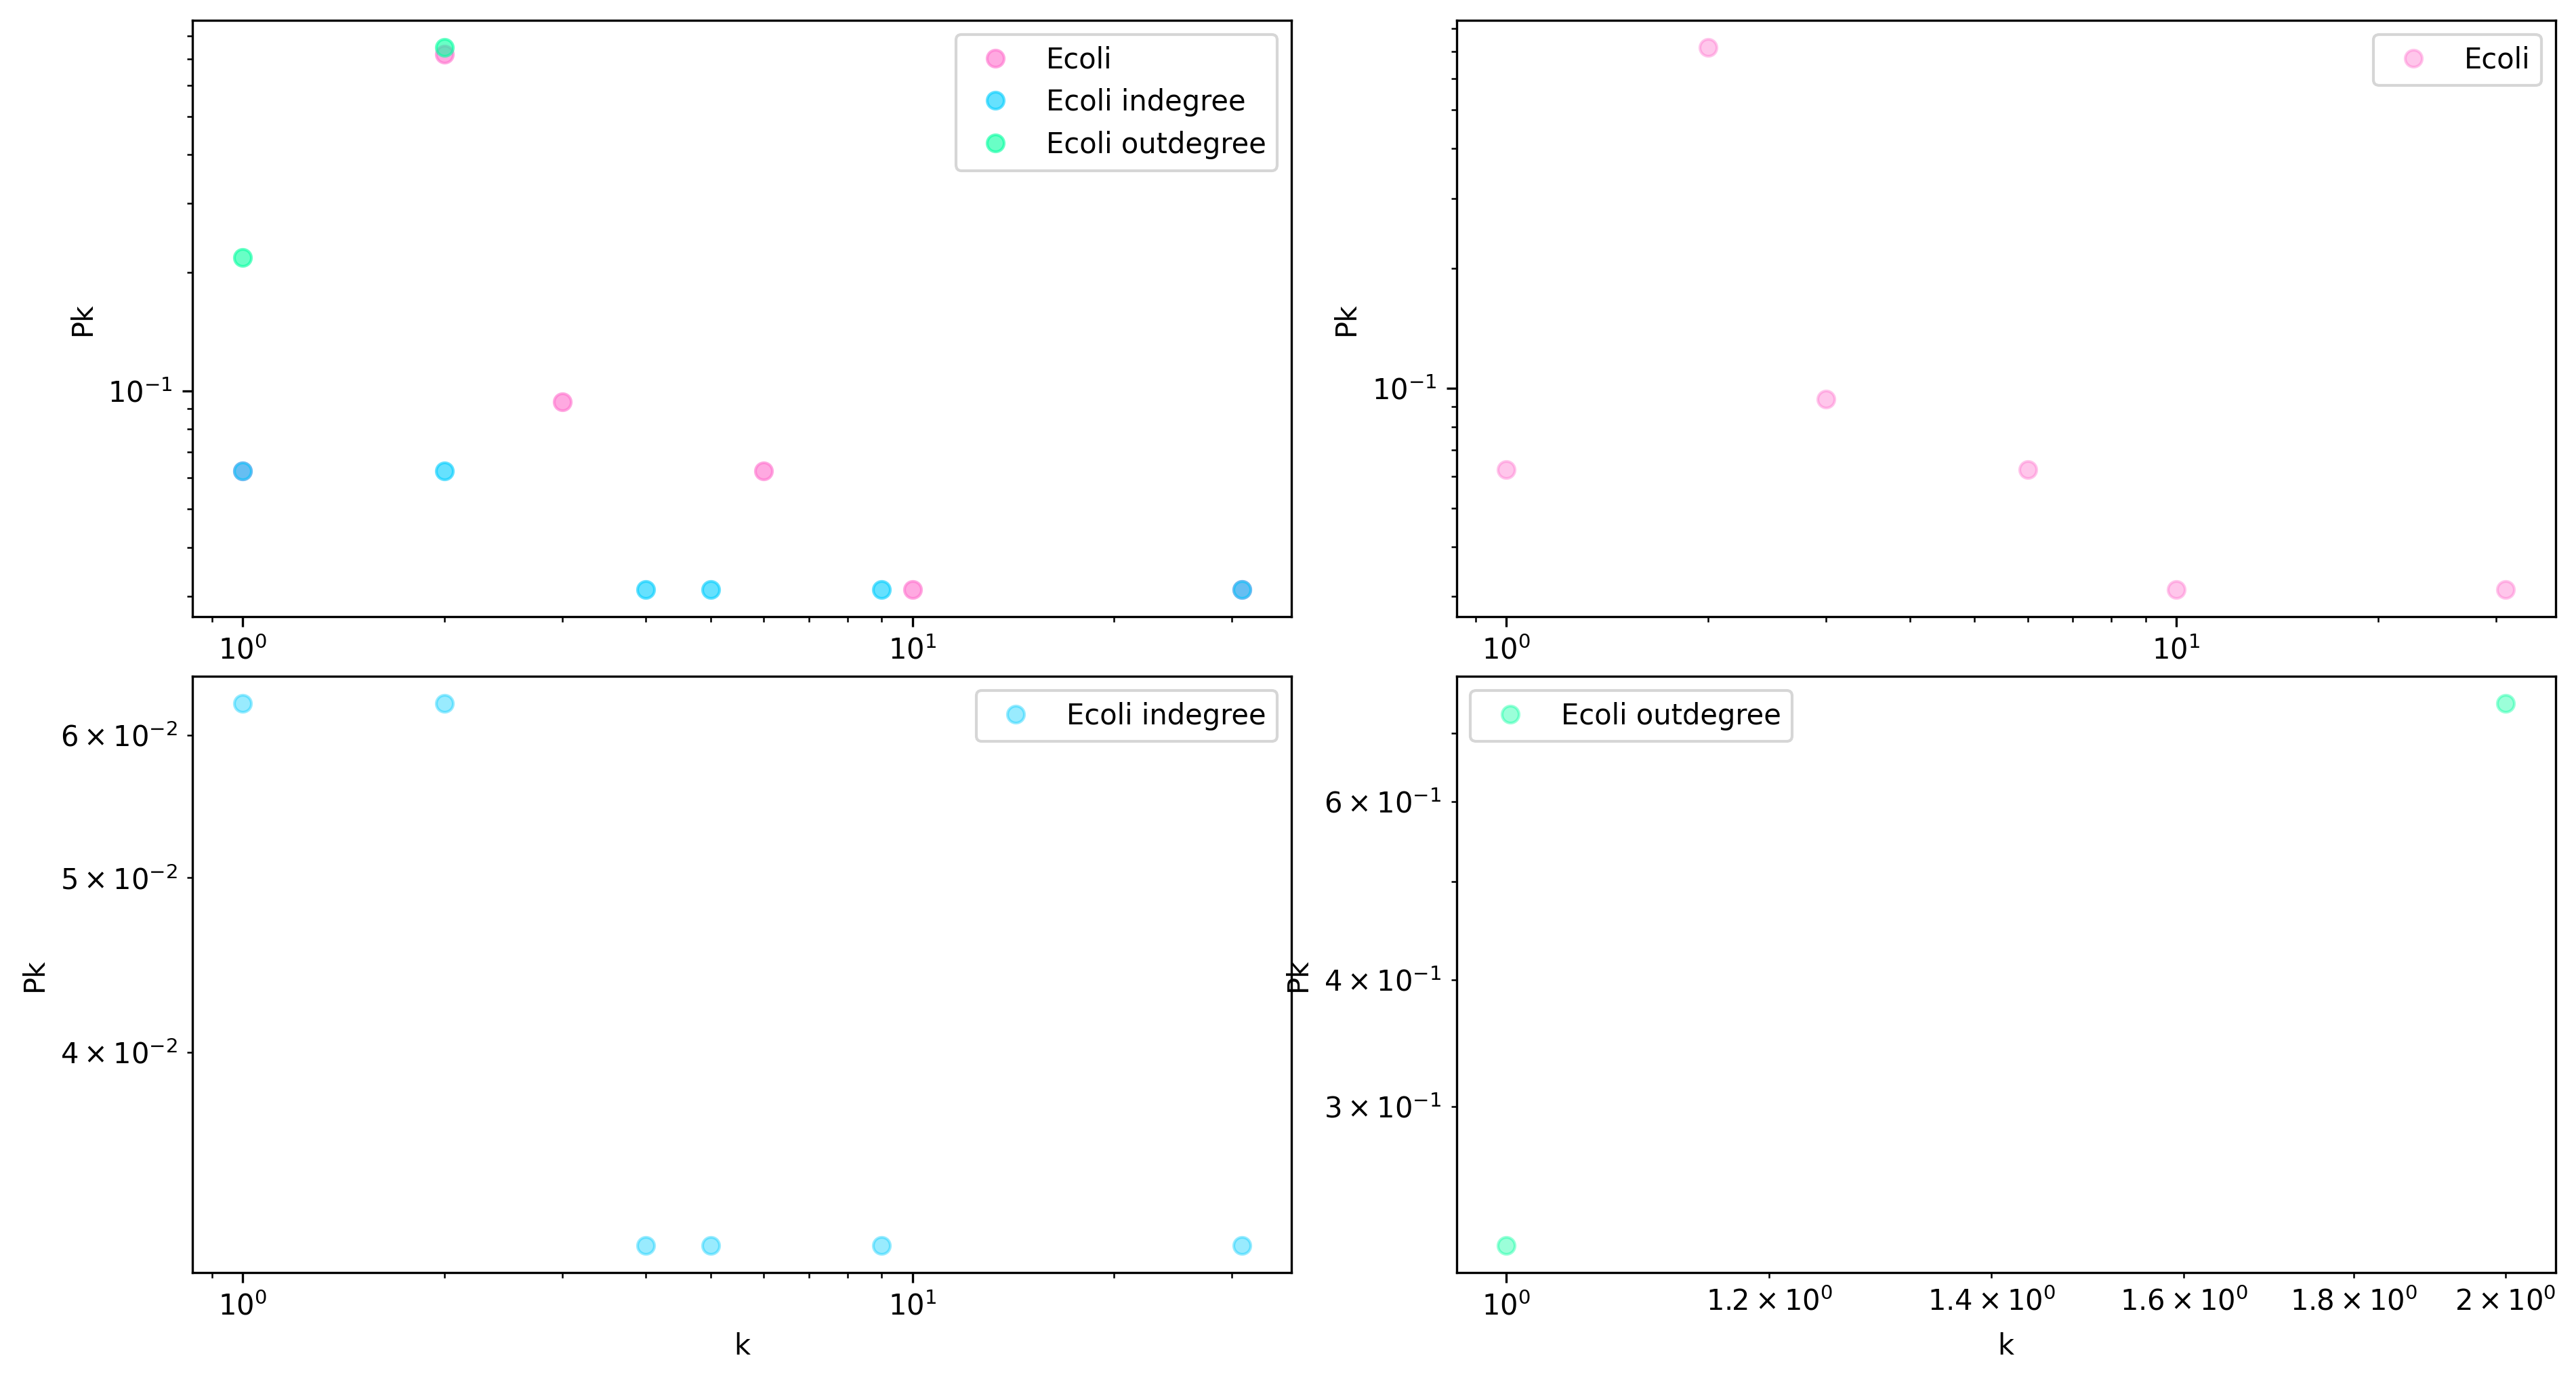 Pk
10⁻¹
10⁰
10¹
Ecoli
Ecoli indegree
Ecoli outdegree
Pk
10⁻¹
10⁰
10¹
Ecoli
Pk
6 × 10⁻²
5 × 10⁻²
4 × 10⁻²
10⁰
10¹
k
Ecoli indegree
Pk
6 × 10⁻¹
4 × 10⁻¹
3 × 10⁻¹
10⁰
1.2 × 10⁰
1.4 × 10⁰
1.6 × 10⁰
1.8 × 10⁰
2 × 10⁰
k
Ecoli outdegree